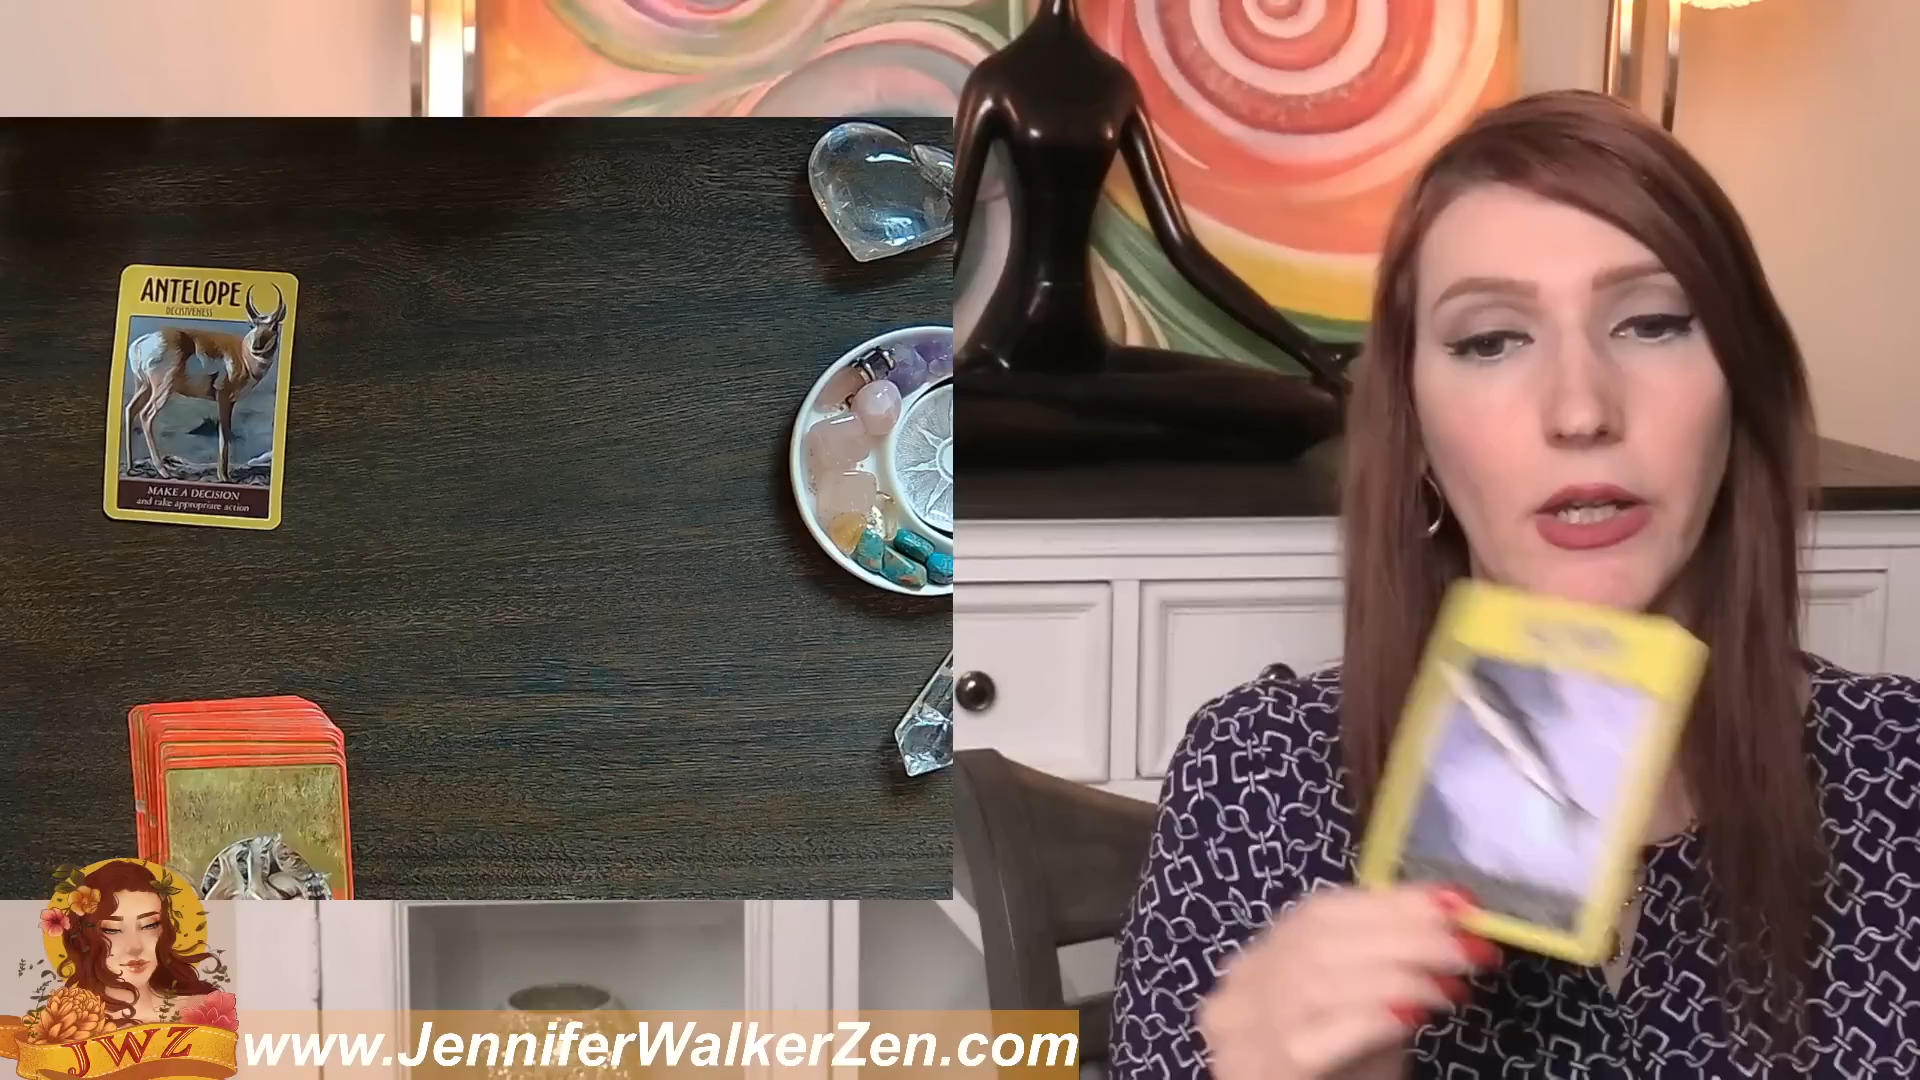 ANTELOPE
DECISIVENESS
MAKE A DECISION
and take appropriate action
JWZ
www.JenniferWalkerZen.com